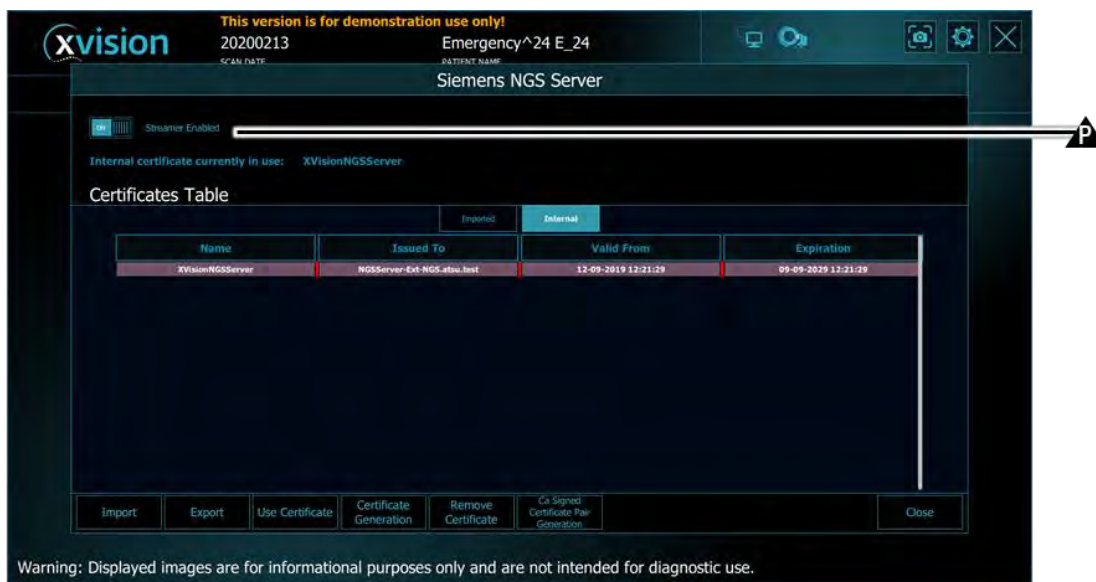 This version is for demonstration use only!
xvision
20200213
Emergency^24 E_24
SCAN DATE
PATIENT NAME
Siemens NGS Server
ON
Streamer Enabled
P
Internal certificate currently in use: XVisionNGSServer
Certificates Table
Imported
Internal
Name
Issued To
Valid From
Expiration
XVisionNGSServer
NGSServer-Ext-NGS.atsu.test
12-09-2019 12:21:29
09-09-2029 12:21:29
Import
Export
Use Certificate
Certificate
Generation
Remove
Certificate
Ca Signed
Certificate Pair
Generation
Close
Warning: Displayed images are for informational purposes only and are not intended for diagnostic use.